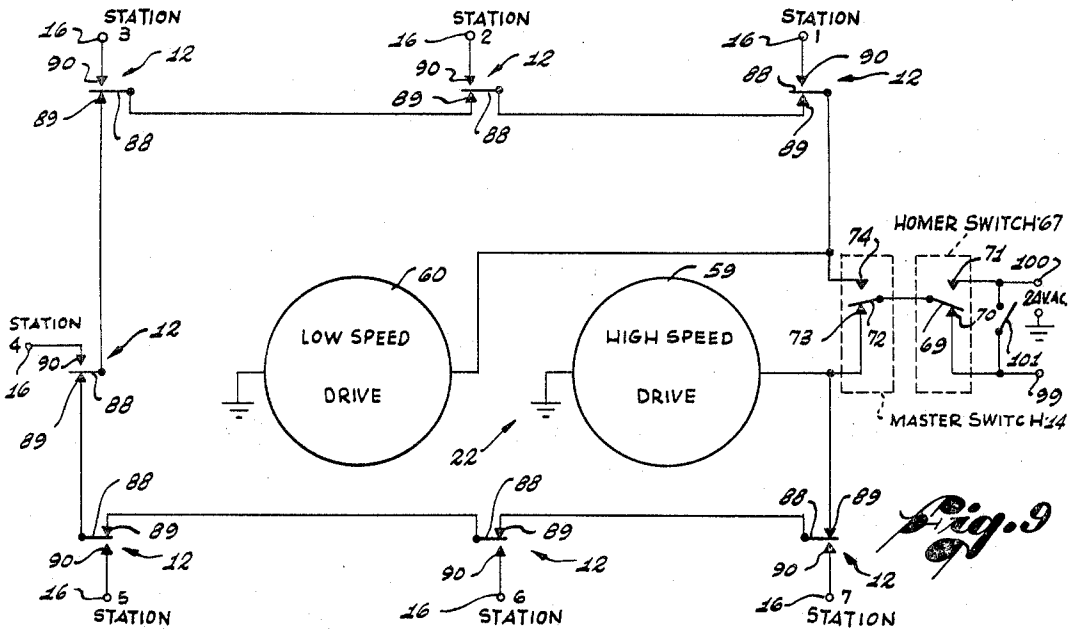 STATION
STATION
STATION
16 3
16 2
16 1
90 12
90 12
90 12
88
89 88
89 88
89
HOMER SWITCH-67
74 71 100
60 59
24VAC
STATION
4 12
90
LOW SPEED
DRIVE
HIGH SPEED
DRIVE
73 72 69 70 101
16 88
99
89
22
MASTER SWITCH-14
88 88 88 89
89 89
Fig. 9
90 12
90 12
90 12
16 5
16 6
16 7
STATION
STATION
STATION